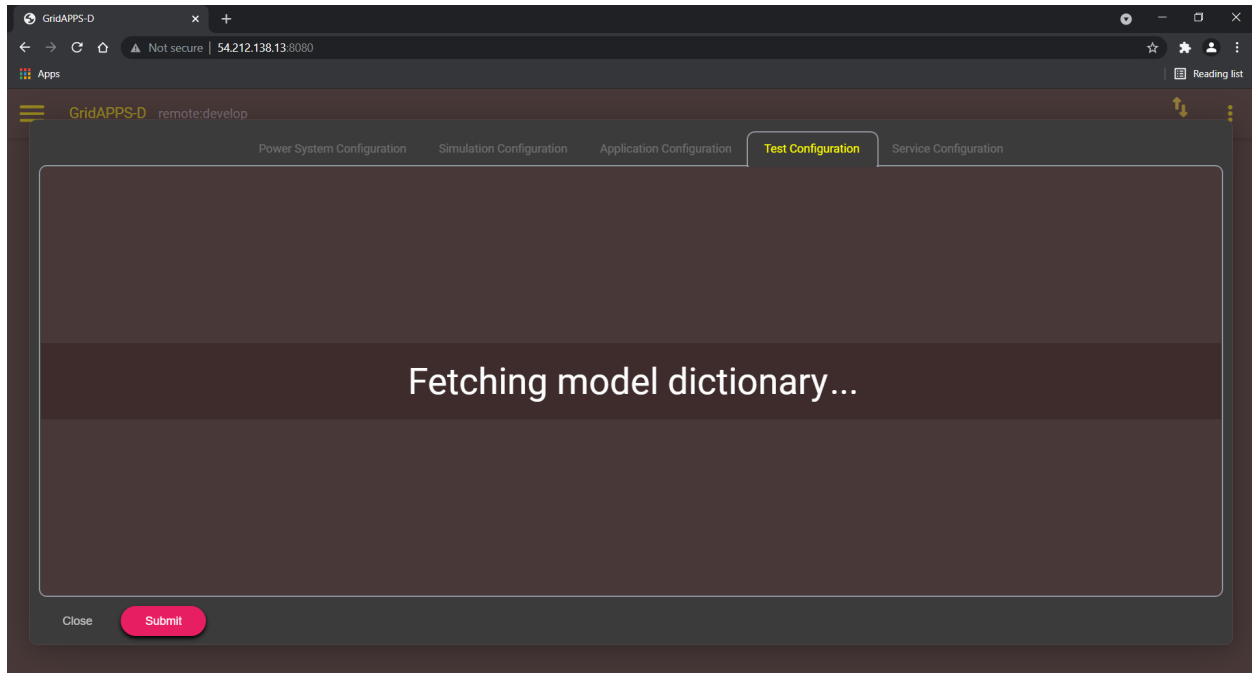 GridAPPS-D
Not secure | 54.212.138.13:8080
Apps
Reading list
GridAPPS-D remote:develop
Power System Configuration Simulation Configuration Application Configuration Test Configuration Service Configuration
Fetching model dictionary...
Close Submit